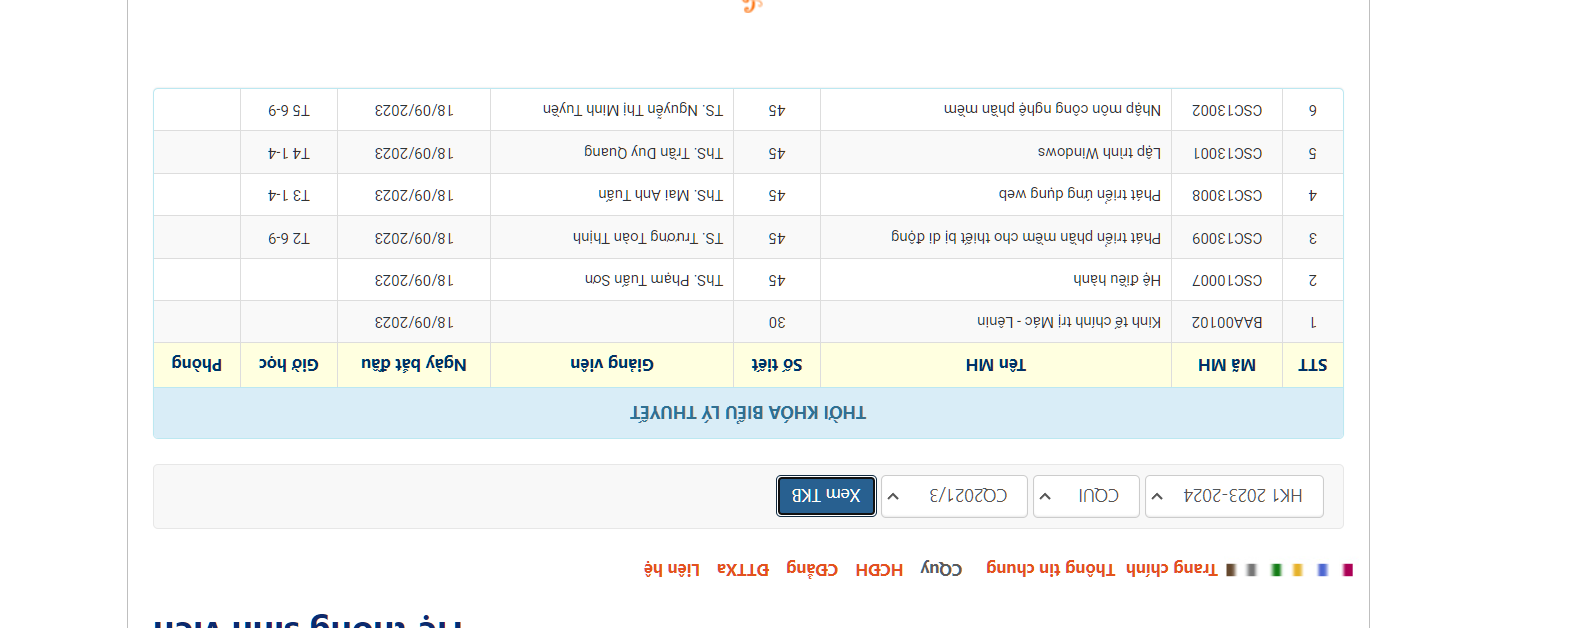 Hệ thống sinh viên
Trang chính Thông tin chung CQuy HCĐH CĐẳng ĐTTXa Liên hệ
HK1 2023-2024 CQUI CQ2021/3 Xem TKB
THỜI KHÓA BIỂU LÝ THUYẾT
STT Mã MH Tên MH Số tiết Giảng viên Ngày bắt đầu Giờ học Phòng
1 BAA00102 Kinh tế chính trị Mác - Lênin 30 18/09/2023
2 CSC10007 Hệ điều hành 45 ThS. Phạm Tuấn Sơn 18/09/2023
3 CSC13009 Phát triển phần mềm cho thiết bị di động 45 TS. Trương Toàn Thịnh 18/09/2023 T2 6-9
4 CSC13008 Phát triển ứng dụng web 45 ThS. Mai Anh Tuấn 18/09/2023 T3 1-4
5 CSC13001 Lập trình Windows 45 ThS. Trần Duy Quang 18/09/2023 T4 1-4
6 CSC13002 Nhập môn công nghệ phần mềm 45 TS. Nguyễn Thị Minh Tuyền 18/09/2023 T5 6-9